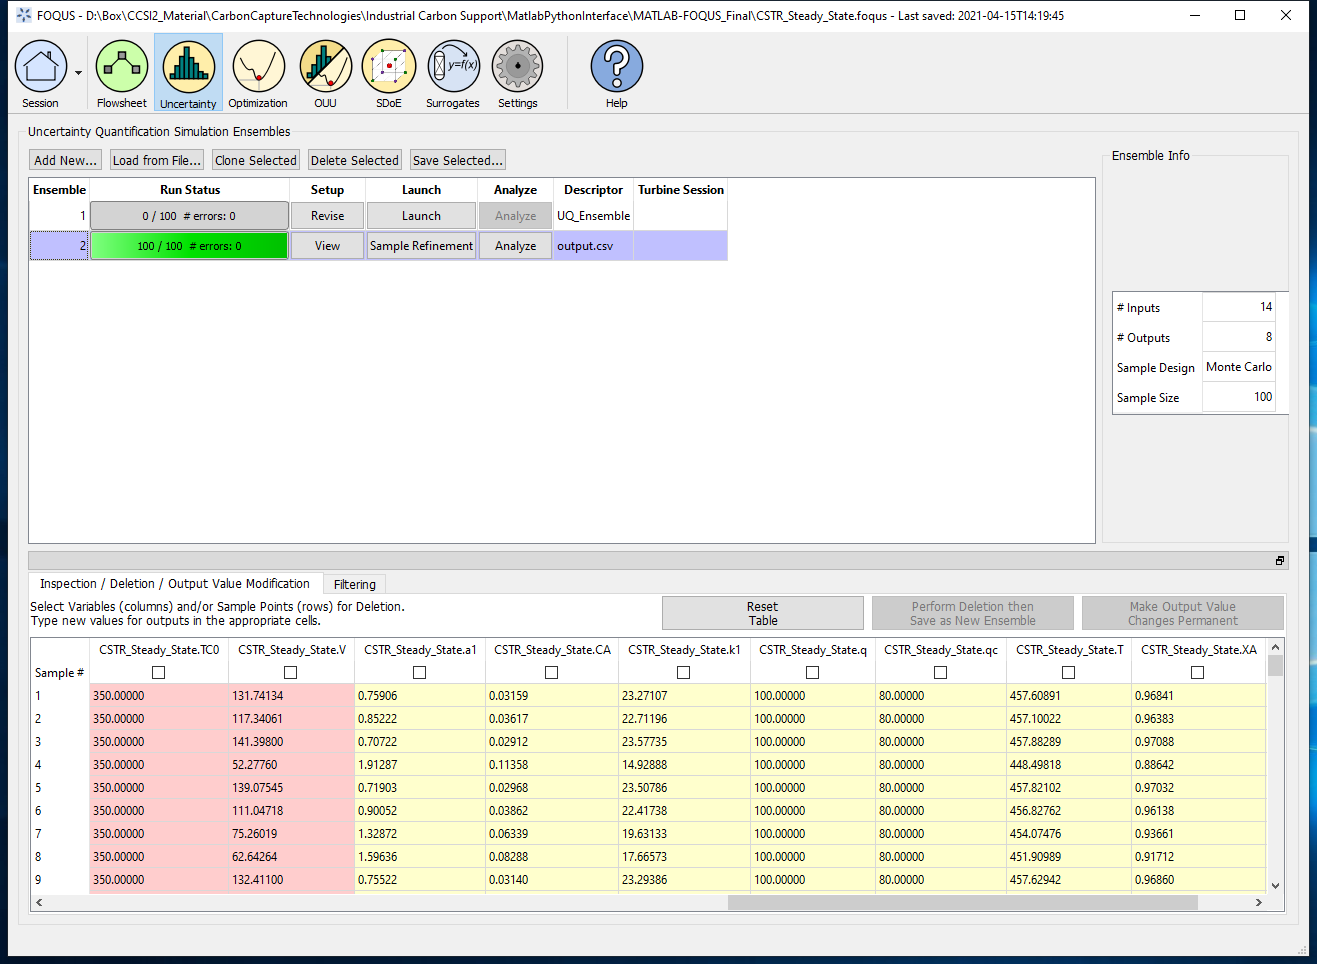 FOQUS - D:\Box\CCSI2_Material\CarbonCaptureTechnologies\Industrial Carbon Support\MatlabPythonInterface\MATLAB-FOQUS_Final\CSTR_Steady_State.foqus - Last saved: 2021-04-15T14:19:45
Session Flowsheet Uncertainty Optimization OUU SDoE y=f(x) Surrogates Settings Help
Uncertainty Quantification Simulation Ensembles
Add New... Load from File... Clone Selected Delete Selected Save Selected...
Ensemble Run Status Setup Launch Analyze Descriptor Turbine Session
1 0 / 100 # errors: 0 Revise Launch Analyze UQ_Ensemble
2 100 / 100 # errors: 0 View Sample Refinement Analyze output.csv
Ensemble Info
# Inputs 14
# Outputs 8
Sample Design Monte Carlo
Sample Size 100
Inspection / Deletion / Output Value Modification Filtering
Select Variables (columns) and/or Sample Points (rows) for Deletion.
Type new values for outputs in the appropriate cells.
Reset
Table
Perform Deletion then
Save as New Ensemble
Make Output Value
Changes Permanent
CSTR_Steady_State.TC0 CSTR_Steady_State.V CSTR_Steady_State.a1 CSTR_Steady_State.CA CSTR_Steady_State.k1 CSTR_Steady_State.q CSTR_Steady_State.qc CSTR_Steady_State.T CSTR_Steady_State.XA
Sample #
1 350.00000 131.74134 0.75906 0.03159 23.27107 100.00000 80.00000 457.60891 0.96841
2 350.00000 117.34061 0.85222 0.03617 22.71196 100.00000 80.00000 457.10022 0.96383
3 350.00000 141.39800 0.70722 0.02912 23.57735 100.00000 80.00000 457.88289 0.97088
4 350.00000 52.27760 1.91287 0.11358 14.92888 100.00000 80.00000 448.49818 0.88642
5 350.00000 139.07545 0.71903 0.02968 23.50786 100.00000 80.00000 457.82102 0.97032
6 350.00000 111.04718 0.90052 0.03862 22.41738 100.00000 80.00000 456.82762 0.96138
7 350.00000 75.26019 1.32872 0.06339 19.63133 100.00000 80.00000 454.07476 0.93661
8 350.00000 62.64264 1.59636 0.08288 17.66573 100.00000 80.00000 451.90989 0.91712
9 350.00000 132.41100 0.75522 0.03140 23.29386 100.00000 80.00000 457.62942 0.96860